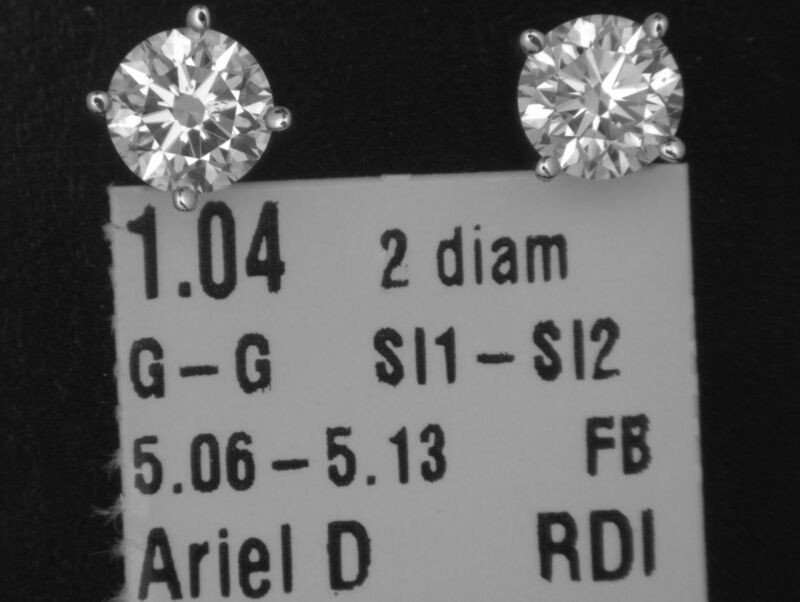 1.04 2 diam
G-G SI1-SI2
5.06-5.13 FB
Ariel D RDI